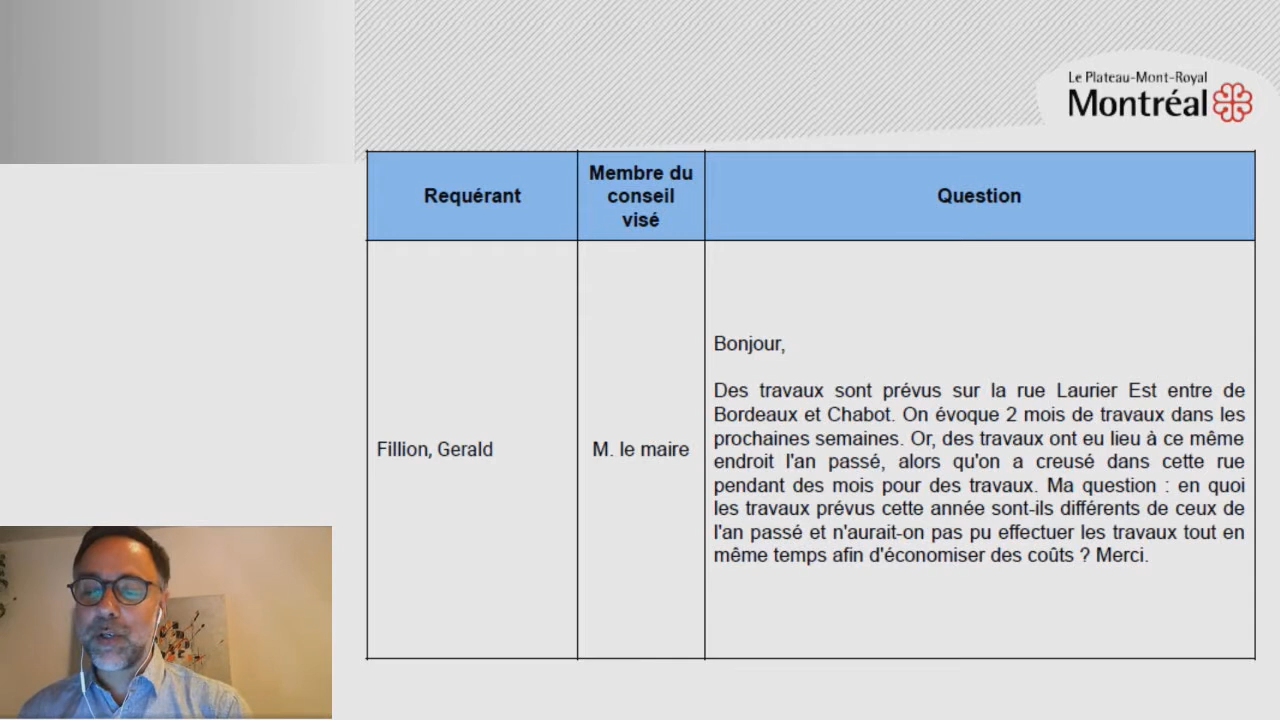 Le Plateau-Mont-Royal
Montréal
Requérant
Membre du
conseil
visé
Question
Fillion, Gerald
M. le maire
Bonjour,
Des travaux sont prévus sur la rue Laurier Est entre de
Bordeaux et Chabot. On évoque 2 mois de travaux dans les
prochaines semaines. Or, des travaux ont eu lieu à ce même
endroit l'an passé, alors qu'on a creusé dans cette rue
pendant des mois pour des travaux. Ma question : en quoi
les travaux prévus cette année sont-ils différents de ceux de
l'an passé et n'aurait-on pas pu effectuer les travaux tout en
même temps afin d'économiser des coûts ? Merci.